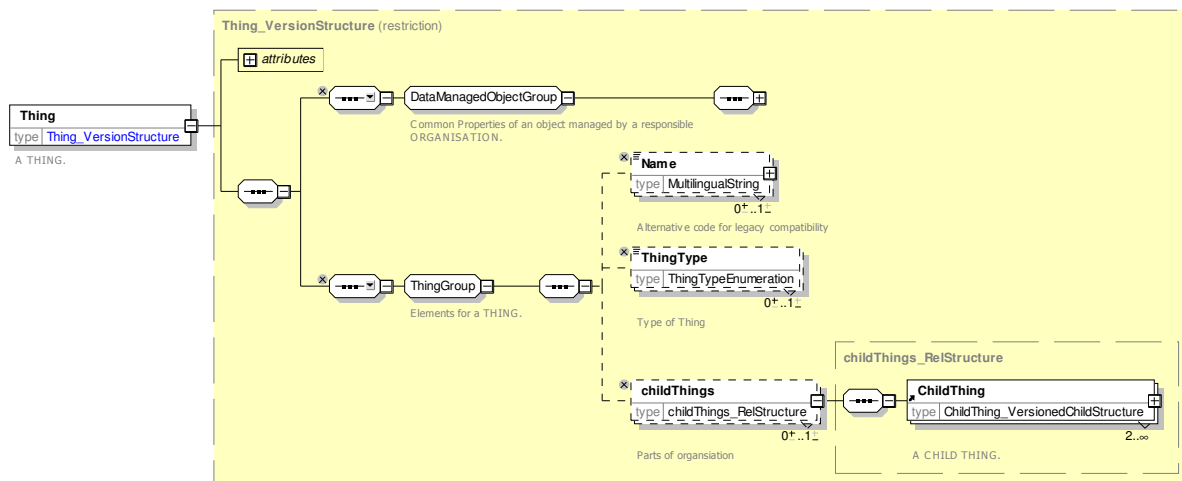 Thing_VersionStructure (restriction)
attributes
DataManagedObjectGroup
Common Properties of an object managed by a responsible
ORGANISATION.
Thing
type Thing_VersionStructure
A THING.
Name
type MultilingualString
0..1
Alternative code for legacy compatibility
ThingType
type ThingTypeEnumeration
0..1
Type of Thing
ThingGroup
Elements for a THING.
childThings_RelStructure
childThings
type childThings_RelStructure
0..1
Parts of organsiation
ChildThing
type ChildThing_VersionedChildStructure
2..∞
A CHILD THING.